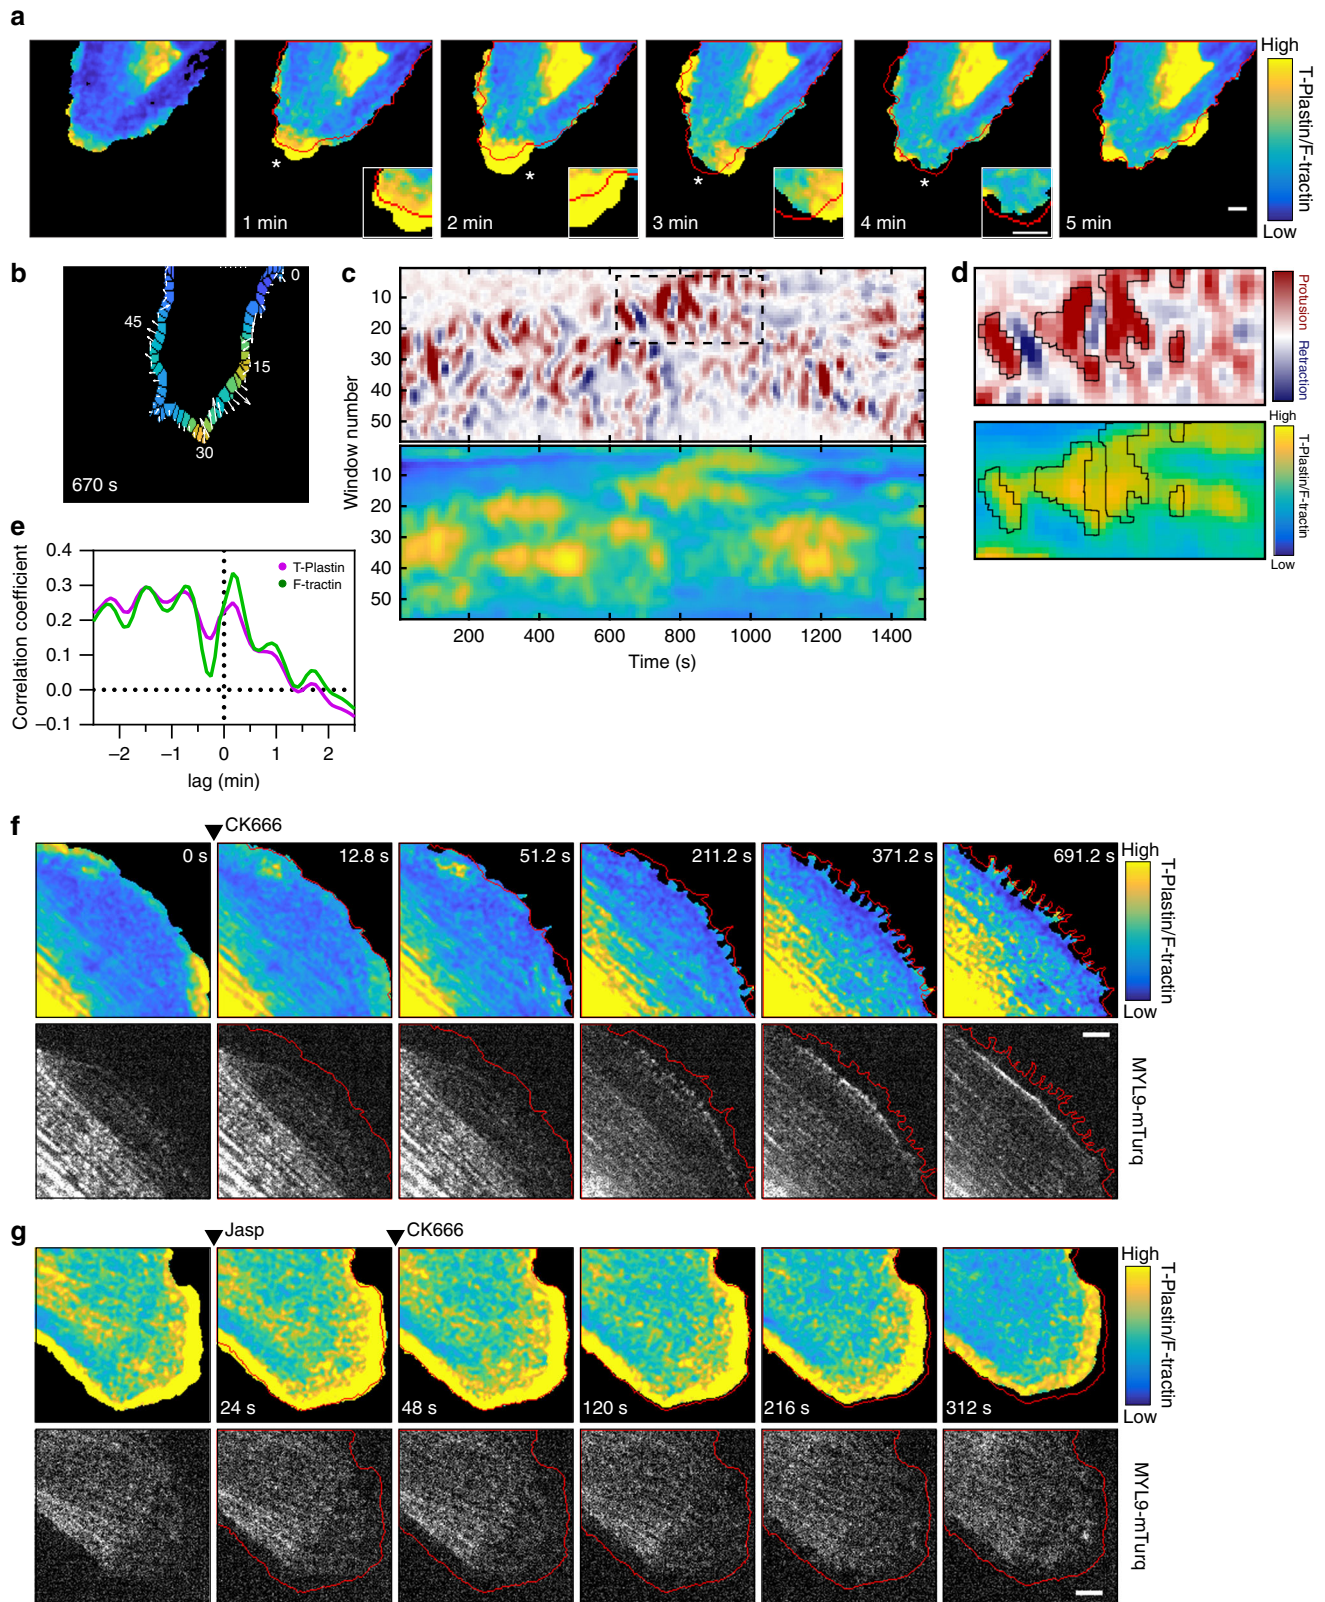 a
1 min
2 min
3 min
4 min
5 min
*
*
*
*
High
T-Plastin/F-tractin
Low
b
0
45
15
30
670 s
c
10
20
30
40
50
10
20
30
40
50
Window number
200
400
600
800
1000
1200
1400
Time (s)
d
Protusion
Retraction
High
T-Plastin/F-tractin
Low
e
0.4
0.3
0.2
0.1
0.0
–0.1
Correlation coefficient
T-Plastin
F-tractin
–2
–1
0
1
2
lag (min)
f
CK666
0 s
12.8 s
51.2 s
211.2 s
371.2 s
691.2 s
High
T-Plastin/F-tractin
Low
MYL9-mTurq
g
Jasp
CK666
24 s
48 s
120 s
216 s
312 s
High
T-Plastin/F-tractin
Low
MYL9-mTurq